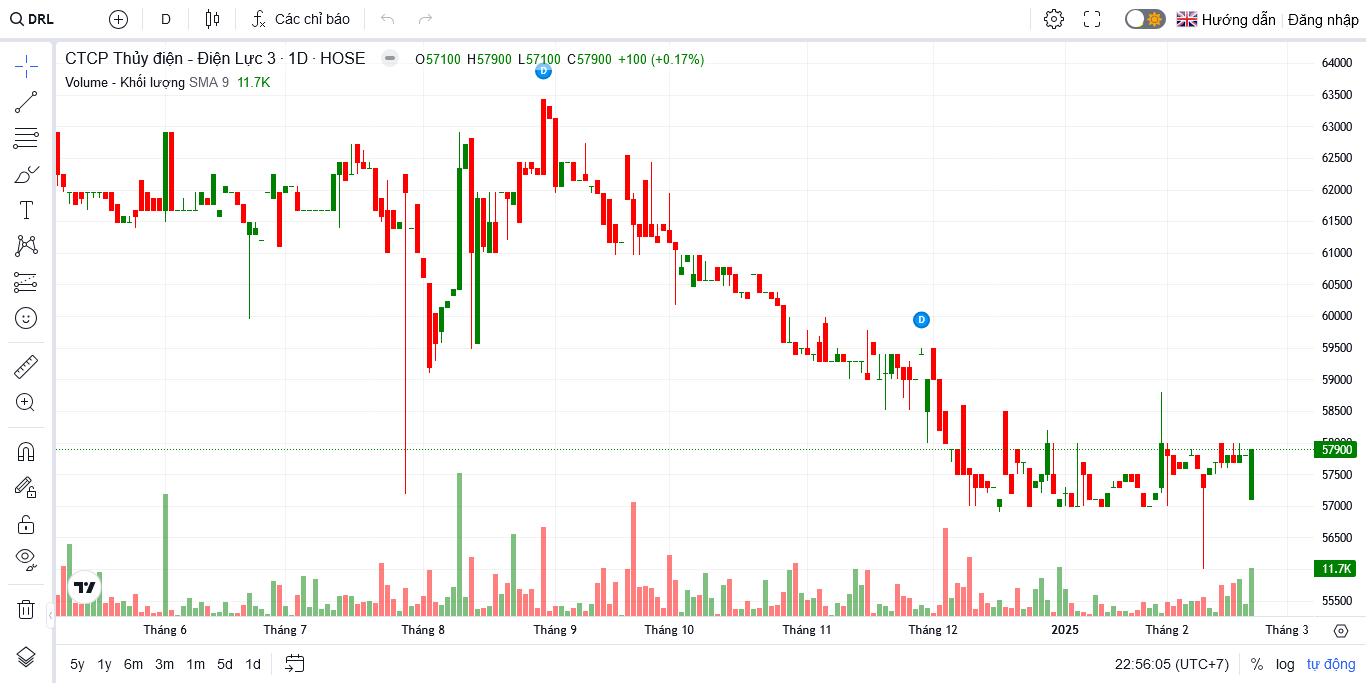 DRL
D
Các chỉ báo
Hướng dẫn
Đăng nhập
CTCP Thủy điện - Điện Lực 3 · 1D · HOSE
O57100 H57900 L57100 C57900 +100 (+0.17%)
Volume - Khối lượng SMA 9 11.7K
D
D
64000
63500
63000
62500
62000
61500
61000
60500
60000
59500
59000
58500
58000
57900
57500
57000
56500
11.7K
55500
Tháng 6
Tháng 7
Tháng 8
Tháng 9
Tháng 10
Tháng 11
Tháng 12
2025
Tháng 2
Tháng 3
5y 1y 6m 3m 1m 5d 1d
22:56:05 (UTC+7)
%
log
tự động